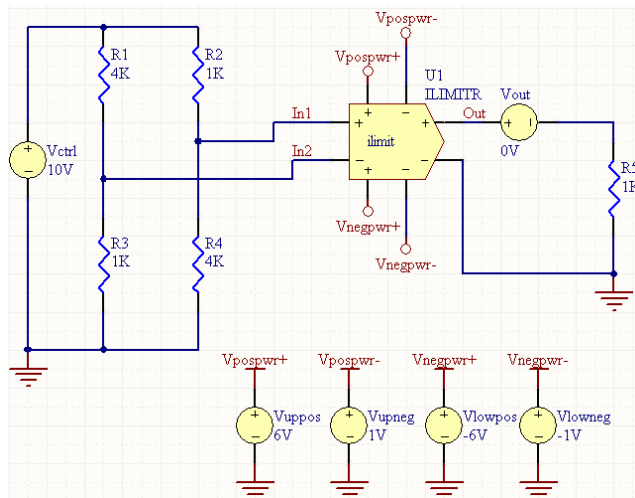 Vpospwr-
Vpospwr+
R1
4K
R2
1K
U1
ILIMITR
Vout
In1
+
-
+
ilimit
Out
+
-
0V
Vctrl
10V
+
-
In2
-
+
-
-
R5
1K
Vnegpwr+
Vnegpwr-
R3
1K
R4
4K
Vpospwr+
Vpospwr-
Vnegpwr+
Vnegpwr-
+
Vuppos
-
6V
+
Vupneg
-
1V
+
Vlowpos
-
-6V
+
Vlowneg
-
-1V